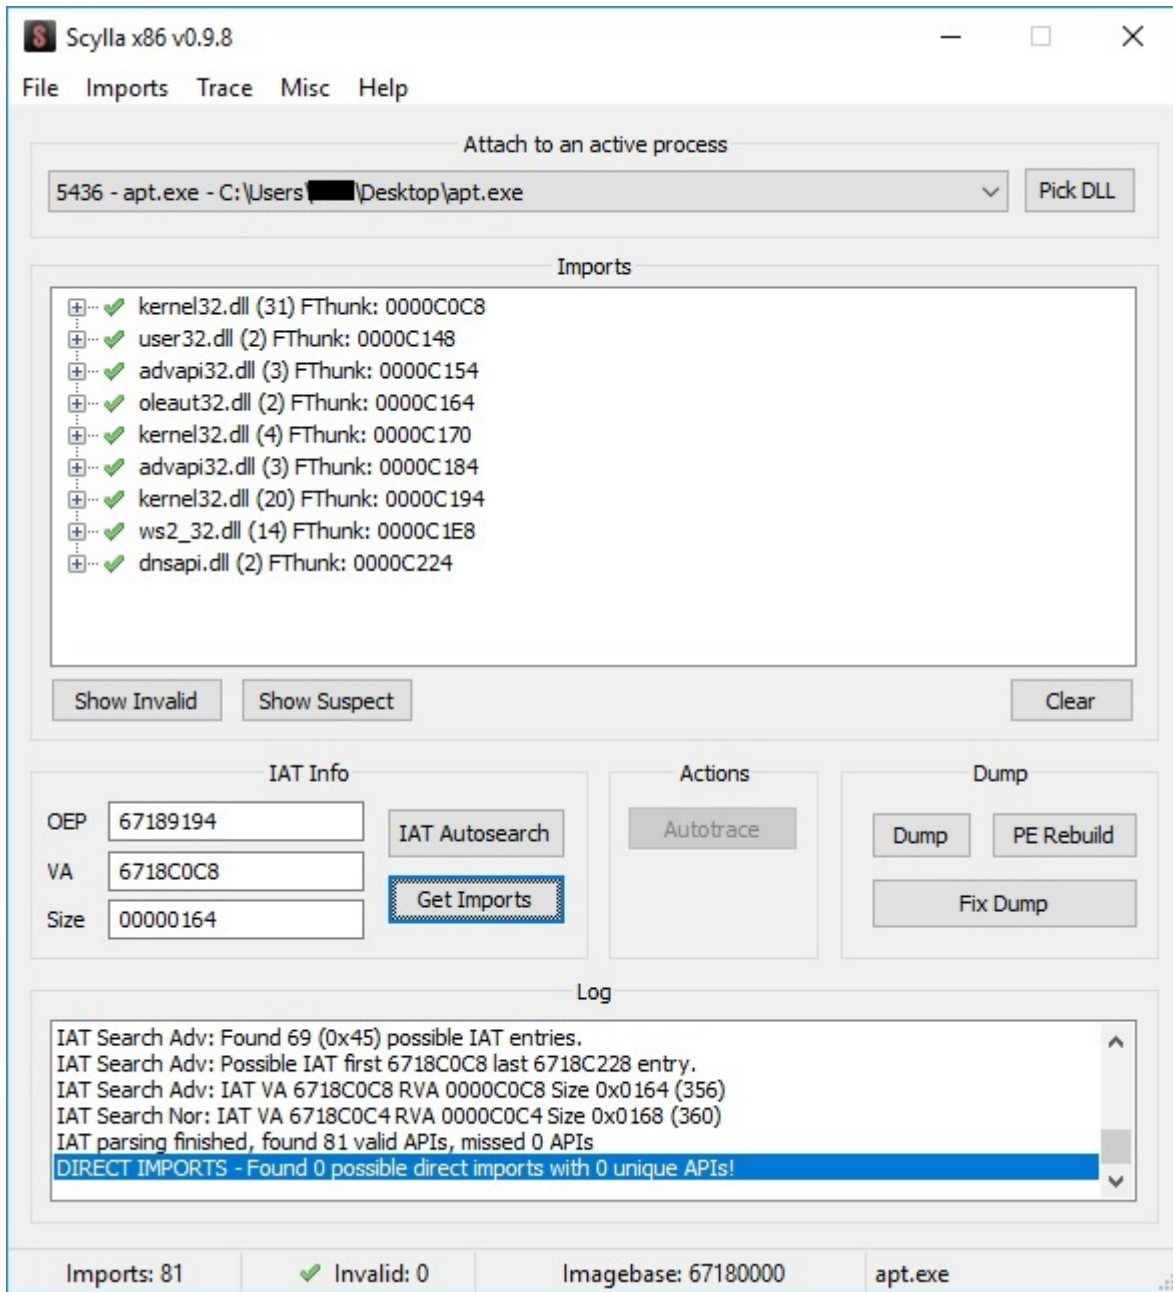 Scylla x86 v0.9.8
File Imports Trace Misc Help
Attach to an active process
5436 - apt.exe - C:\Users\ \Desktop\apt.exe
Pick DLL
Imports
kernel32.dll (31) FThunk: 0000C0C8
user32.dll (2) FThunk: 0000C148
advapi32.dll (3) FThunk: 0000C154
oleaut32.dll (2) FThunk: 0000C164
kernel32.dll (4) FThunk: 0000C170
advapi32.dll (3) FThunk: 0000C184
kernel32.dll (20) FThunk: 0000C194
ws2_32.dll (14) FThunk: 0000C1E8
dnsapi.dll (2) FThunk: 0000C224
Show Invalid Show Suspect Clear
IAT Info
OEP 67189194
VA 6718C0C8
Size 00000164
IAT Autosearch
Get Imports
Actions
Autotrace
Dump
Dump PE Rebuild
Fix Dump
Log
IAT Search Adv: Found 69 (0x45) possible IAT entries.
IAT Search Adv: Possible IAT first 6718C0C8 last 6718C228 entry.
IAT Search Adv: IAT VA 6718C0C8 RVA 0000C0C8 Size 0x0164 (356)
IAT Search Nor: IAT VA 6718C0C4 RVA 0000C0C4 Size 0x0168 (360)
IAT parsing finished, found 81 valid APIs, missed 0 APIs
DIRECT IMPORTS - Found 0 possible direct imports with 0 unique APIs!
Imports: 81 Invalid: 0 Imagebase: 67180000 apt.exe